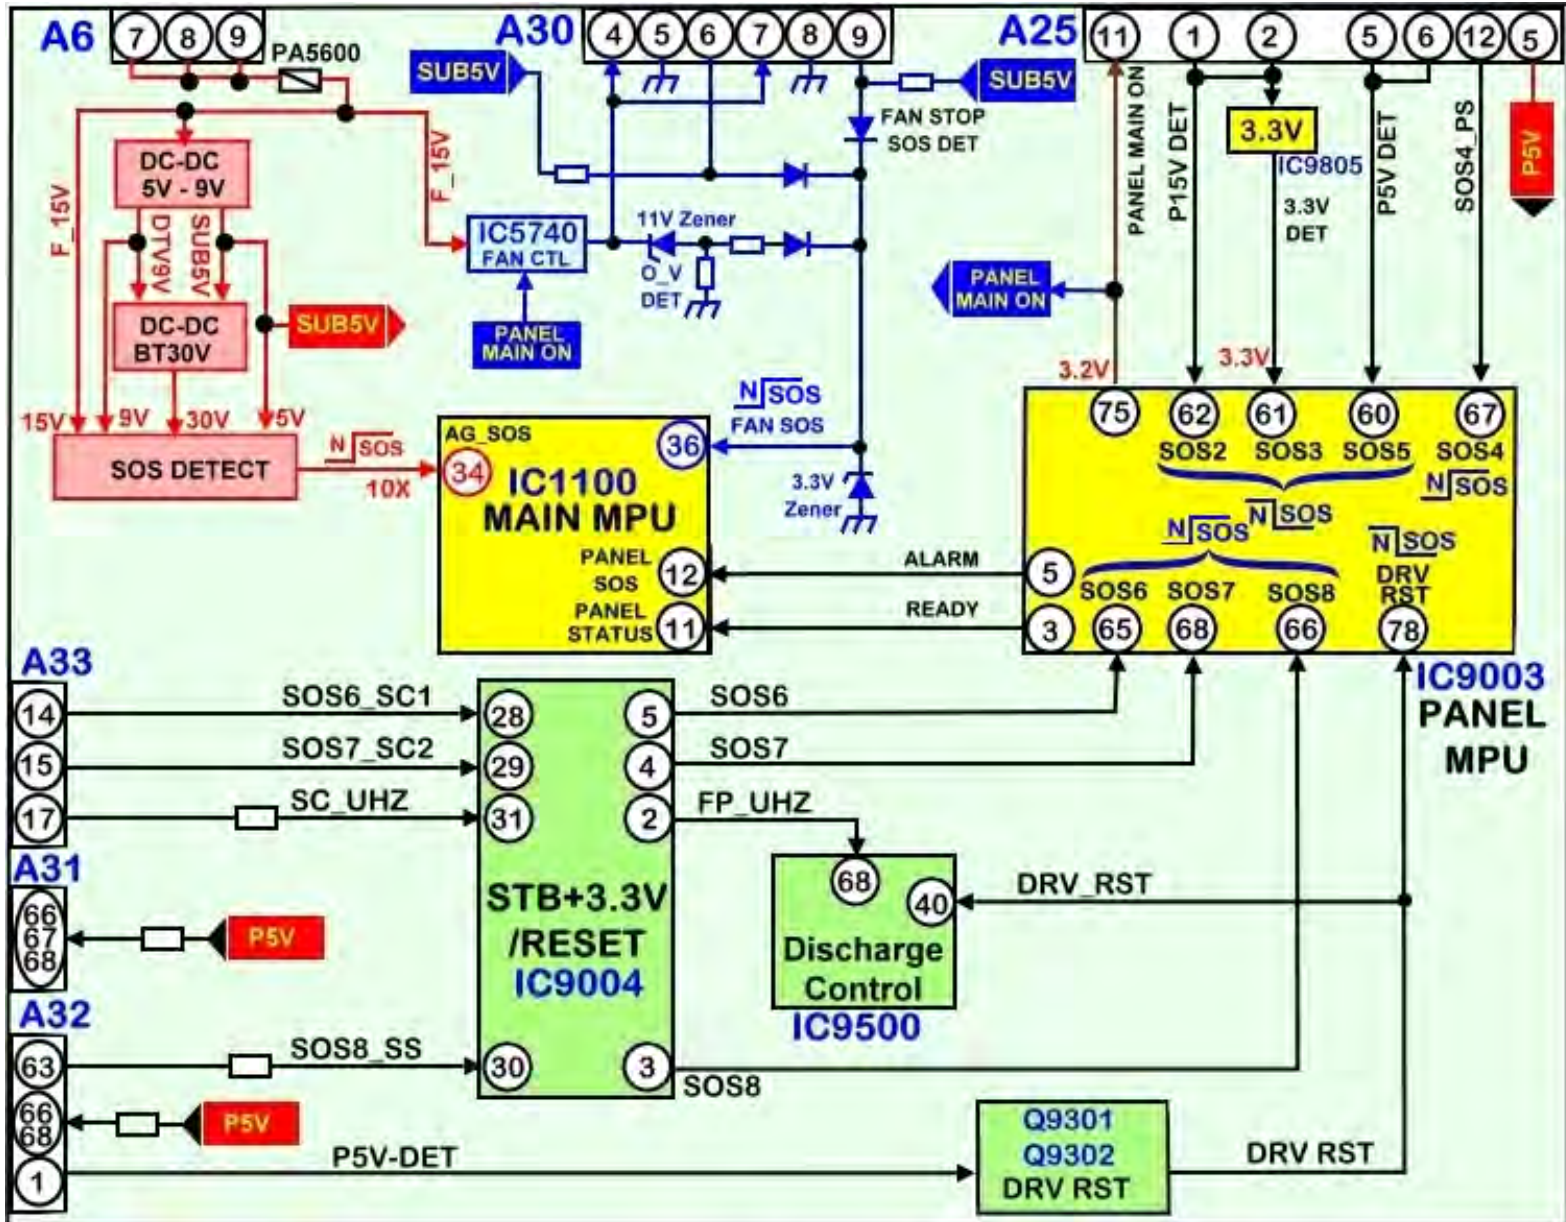 A6
7 8 9
PA5600
A30
4 5 6 7 8 9
A25
11 1 2 5 6 12 5
SUB5V
SUB5V
FAN STOP
SOS DET
PANEL MAIN ON
P15V DET
3.3V
IC9805
3.3V
DET
P5V DET
SOS4_PS
P5V
DC-DC
5V - 9V
F_15V
F_15V
DTV9V
SUB5V
DC-DC
BT30V
SUB5V
IC5740
FAN CTL
11V Zener
O_V
DET
PANEL
MAIN ON
PANEL
MAIN ON
15V 9V 30V 5V
SOS DETECT
N SOS
10X
AG_SOS
34
IC1100
MAIN MPU
36
N SOS
FAN SOS
3.3V
Zener
PANEL
SOS
12
PANEL
STATUS
11
ALARM
READY
3.2V
3.3V
75 62 61 60 67
SOS2 SOS3 SOS5 SOS4
N SOS
N SOS
N SOS
N SOS
DRV
RST
5
SOS6 SOS7 SOS8
3 65 68 66 78
IC9003
PANEL
MPU
A33
14
SOS6_SC1
28
5
SOS6
15
SOS7_SC2
29
4
SOS7
17
SC_UHZ
31
2
FP_UHZ
A31
66
67
68
P5V
STB+3.3V
/RESET
IC9004
68
40
DRV_RST
Discharge
Control
IC9500
A32
63
SOS8_SS
30
3
SOS8
66
68
P5V
1
P5V-DET
Q9301
Q9302
DRV RST
DRV RST